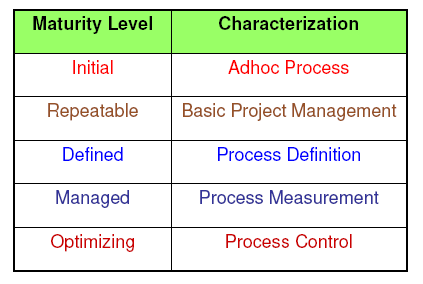 Maturity Level Characterization
Initial Adhoc Process
Repeatable Basic Project Management
Defined Process Definition
Managed Process Measurement
Optimizing Process Control